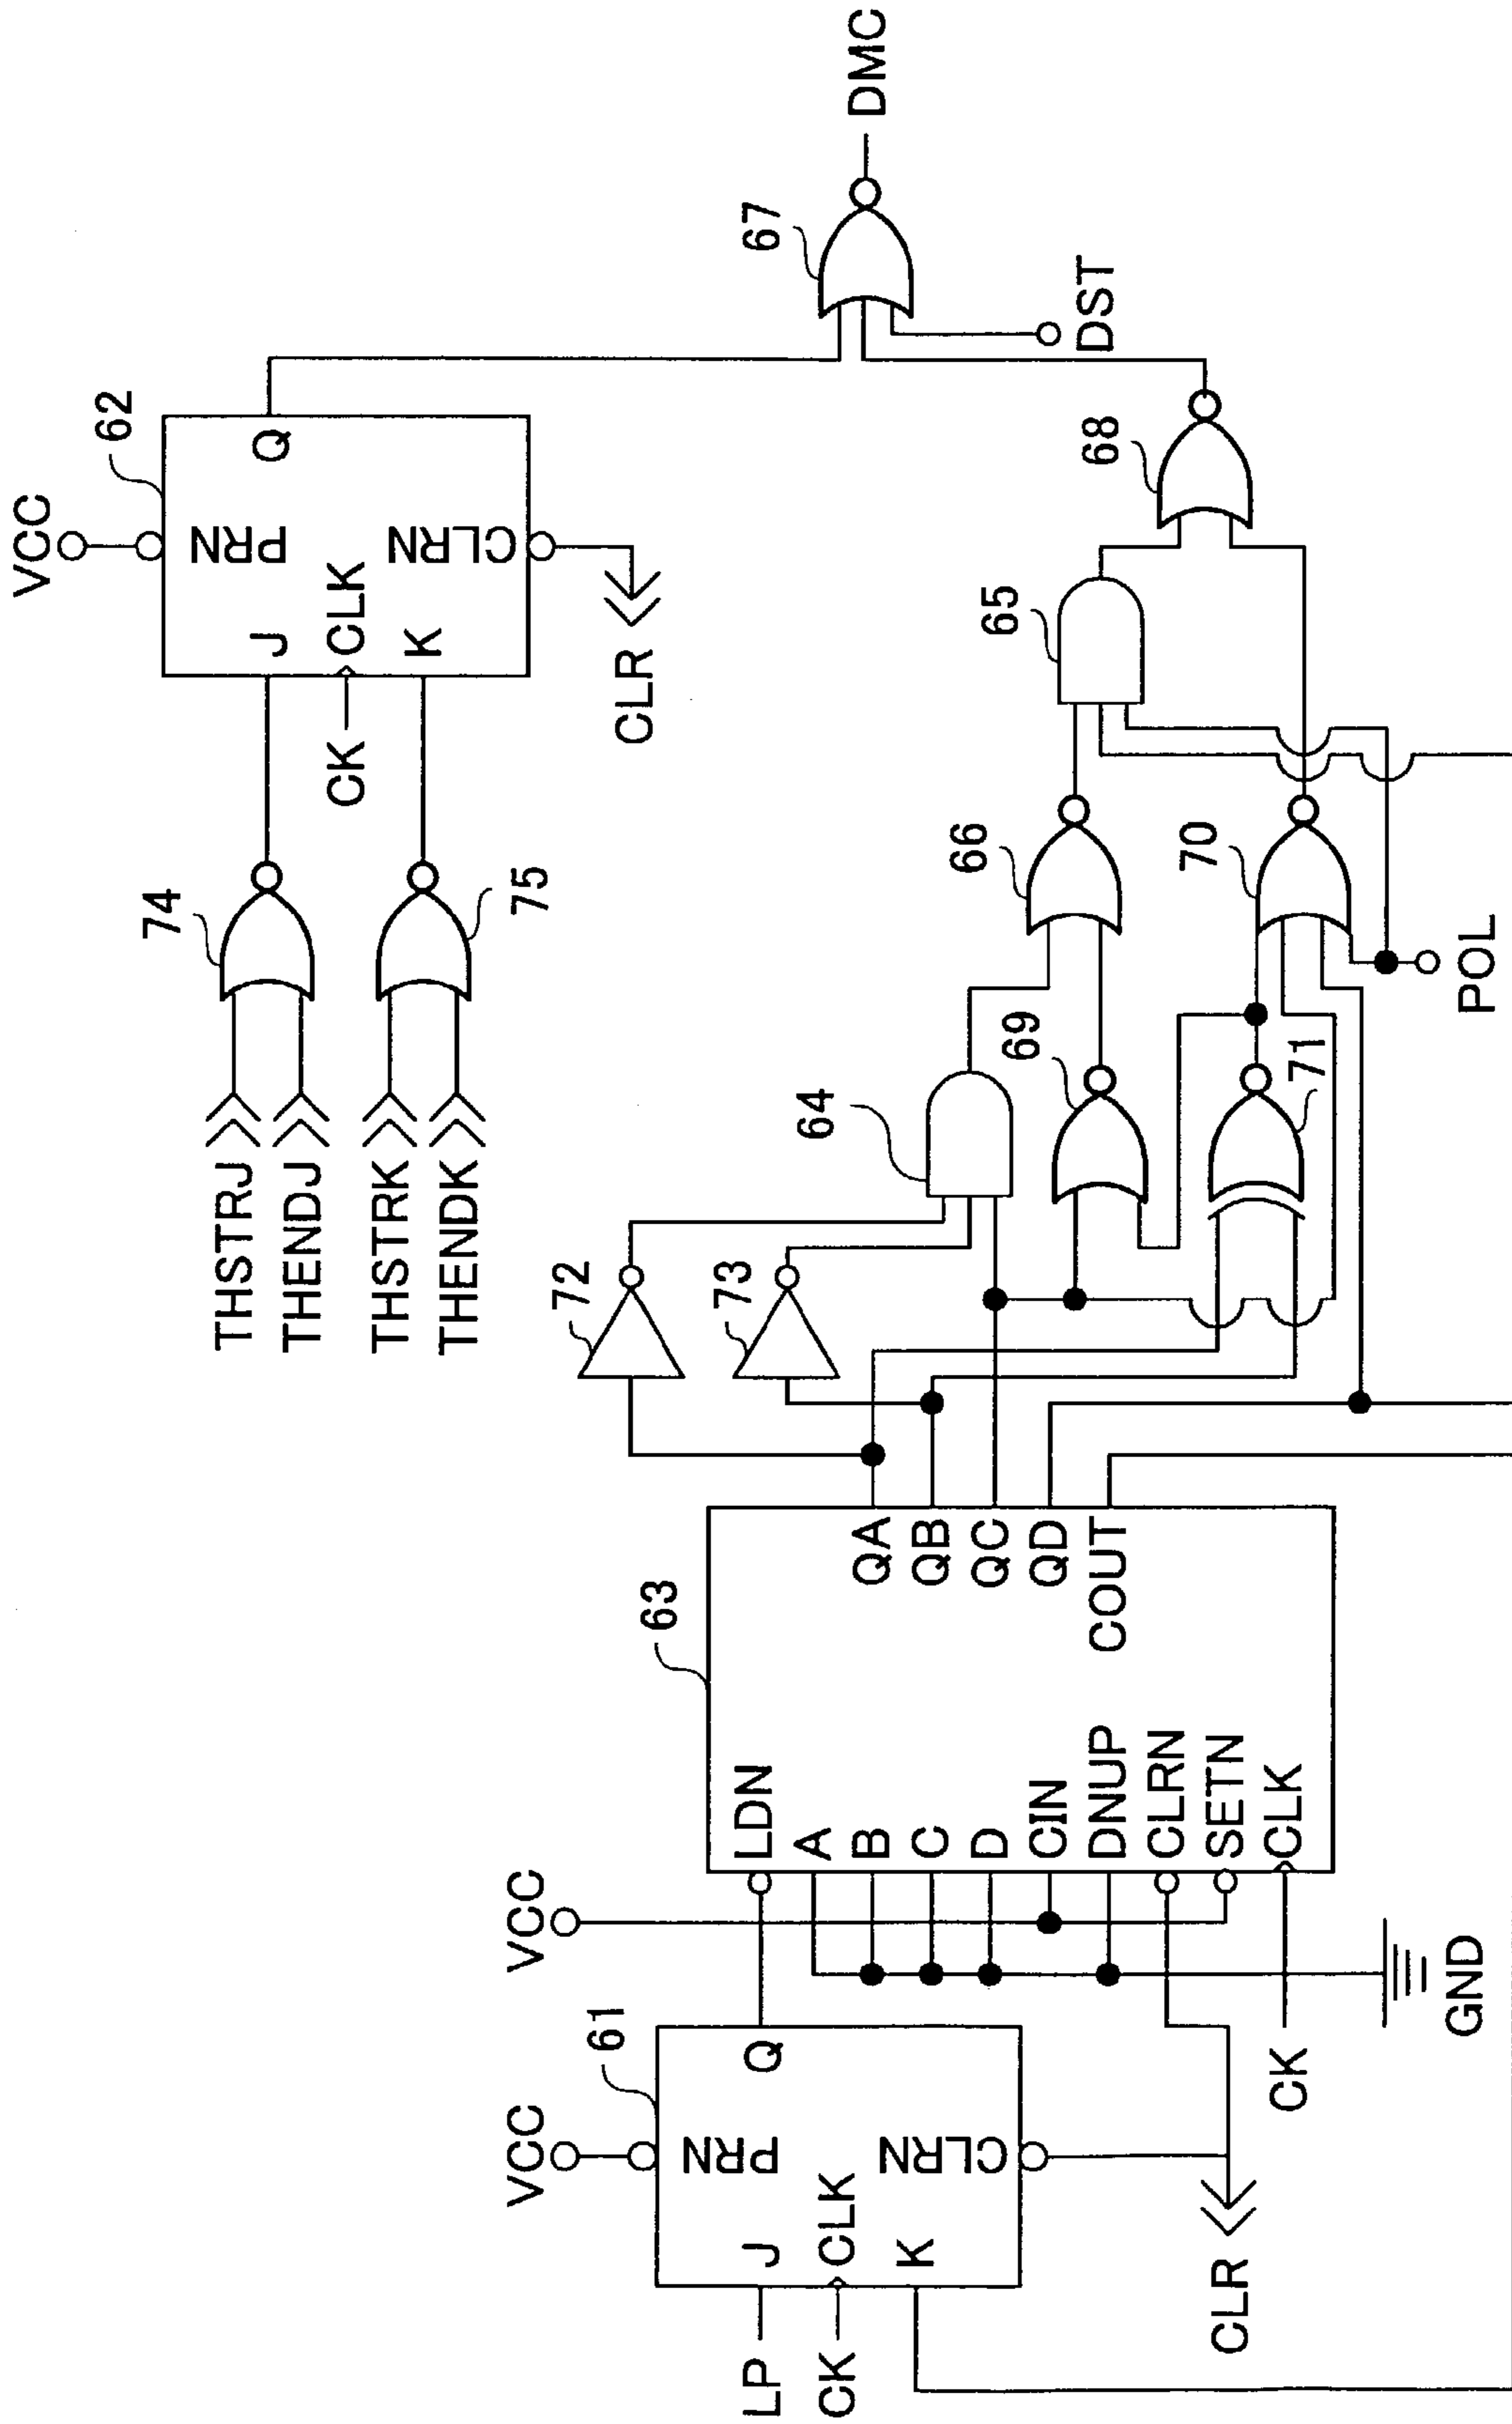 VCC
62
J
PRN
Q
CLK
K
CLRN
CK
CLR
74
75
THSTRJ
THENDJ
THSTRK
THENDK
67
DMC
DST
68
65
66
70
POL
64
69
71
72
73
63
LDN
A
B
C
D
CIN
DNUP
CLRN
SETN
CLK
QA
QB
QC
QD
COUT
VCC
GND
CK
VCC
61
J
PRN
Q
CLK
K
CLRN
LP
CK
CLR